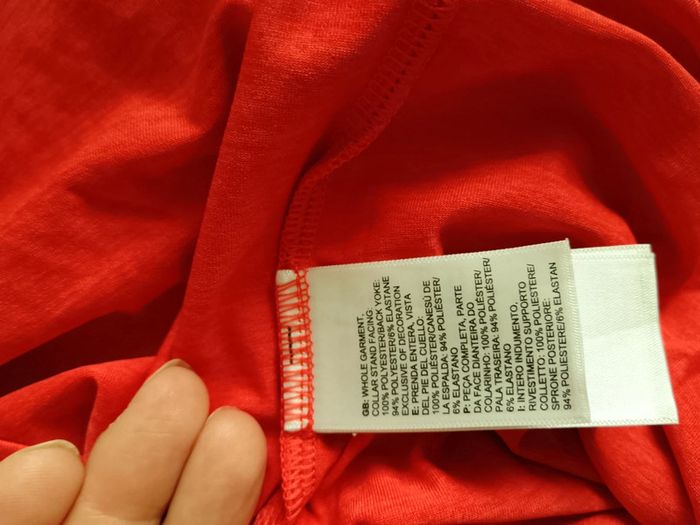 GB: WHOLE GARMENT,
COLLAR STAND FACING:
100% POLYESTER/BACK YOKE:
94% POLYESTER/6% ELASTANE
EXCLUSIVE OF DECORATION
E: PRENDA ENTERA, VISTA
DEL PIE DEL CUELLO:
100% POLIÉSTER/CANESÚ DE
LA ESPALDA: 94% POLIÉSTER/
6% ELASTANO
P: PEÇA COMPLETA, PARTE
DA FACE DIANTEIRA DO
COLARINHO: 100% POLIÉSTER/
PALA TRASEIRA: 94% POLIÉSTER/
6% ELASTANO
I: INTERO INDUMENTO,
RIVESTIMENTO SUPPORTO
COLLETTO: 100% POLIESTERE/
SPRONE POSTERIORE:
94% POLIESTERE/6% ELASTAN